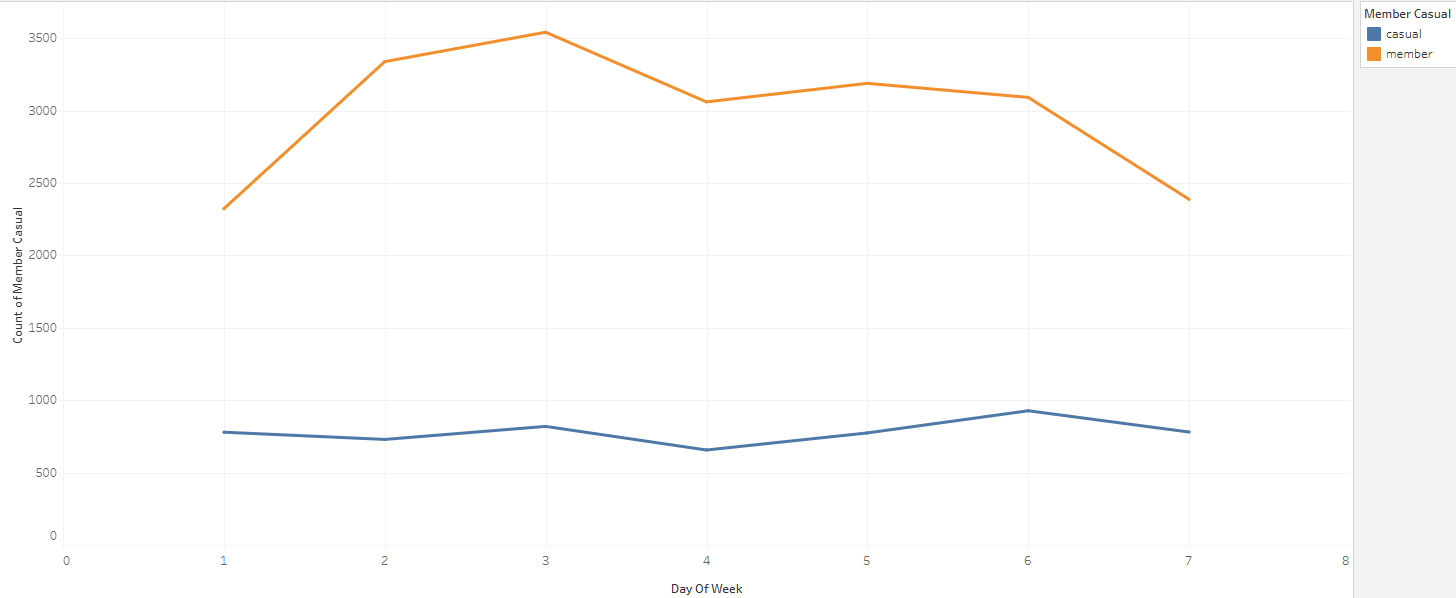 Member Casual
casual
member
Count of Member Casual
3500
3000
2500
2000
1500
1000
500
0
0 1 2 3 4 5 6 7 8
Day Of Week